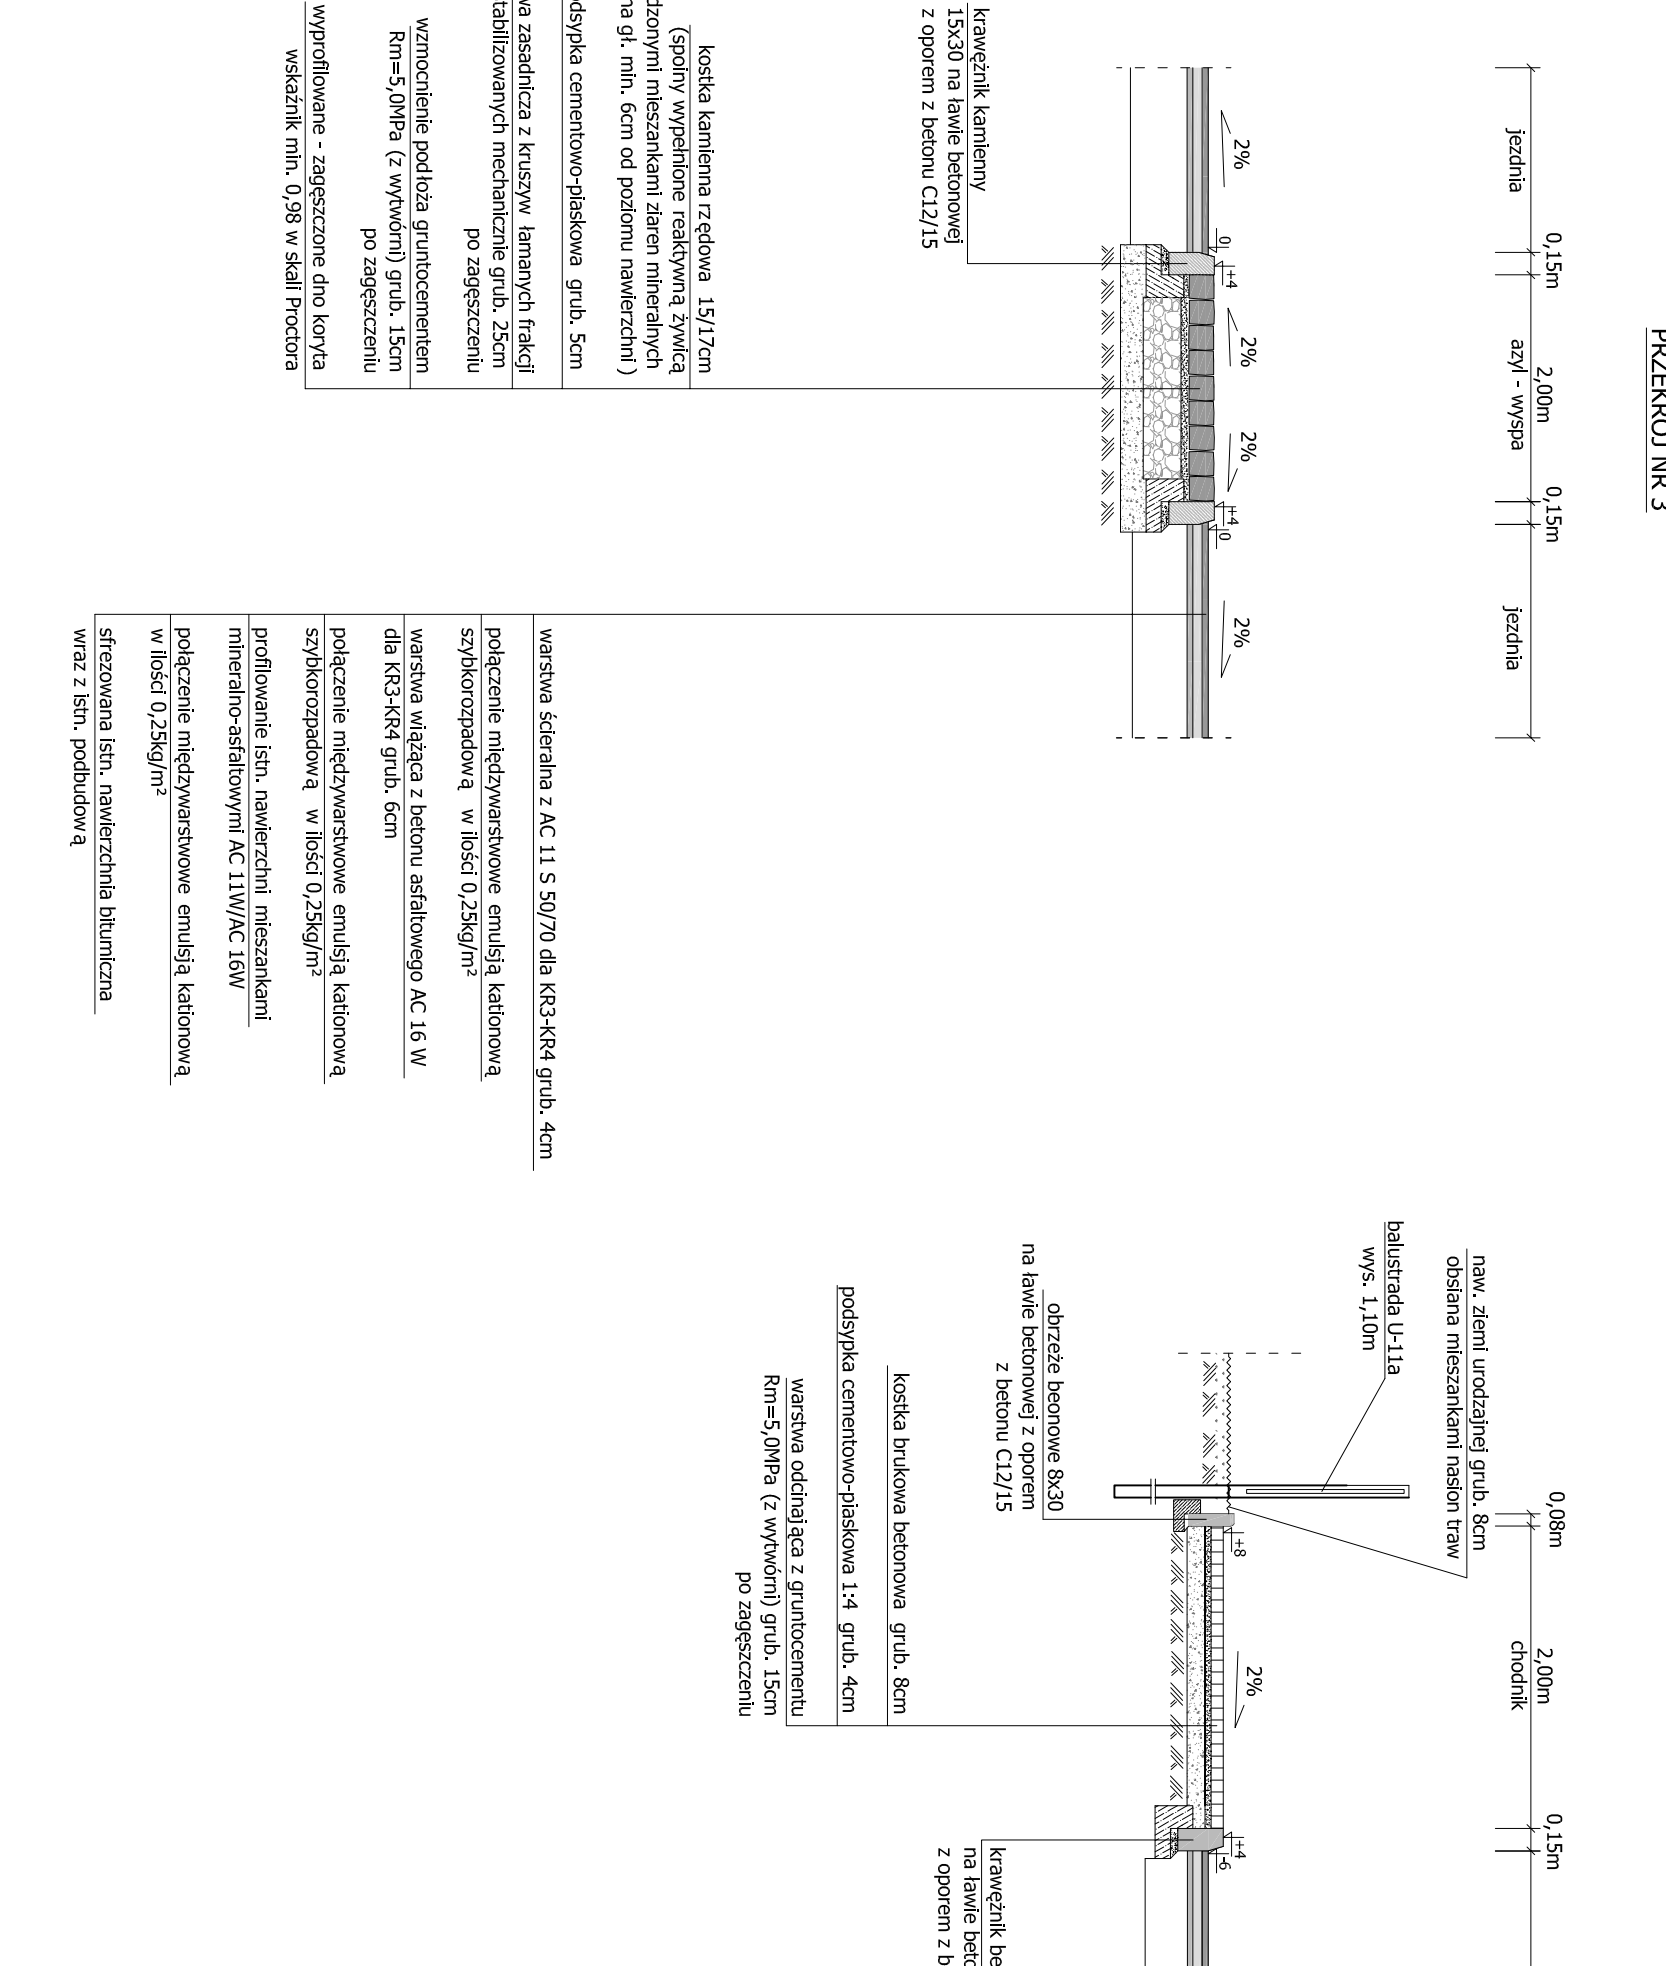 PRZEKRÓJ NR 3
jezdnia
0,15m
2,00m
azyl - wyspa
0,15m
jezdnia
2%
2%
2%
2%
0
+4
+4
0
krawężnik kamienny
15x30 na ławie betonowej
z oporem z betonu C12/15
kostka kamienna rzędowa 15/17cm
(spoiny wypełnione reaktywną żywicą
mieszankami ziaren mineralnych
na gł. min. 6cm od poziomu nawierzchni )
cementowo-piaskowa grub. 5cm
zasadnicza z kruszyw łamanych frakcji
mechanicznie grub. 25cm
po zagęszczeniu
wzmocnienie podłoża gruntocementem
Rm=5,0MPa (z wytwórni) grub. 15cm
po zagęszczeniu
wyprofilowane - zagęszczone dno koryta
wskaźnik min. 0,98 w skali Proctora
warstwa ścieralna z AC 11 S 50/70 dla KR3-KR4 grub. 4cm
połączenie międzywarstwowe emulsją kationową
szybkorozpadową w ilości 0,25kg/m²
warstwa wiążąca z betonu asfaltowego AC 16 W
dla KR3-KR4 grub. 6cm
połączenie międzywarstwowe emulsją kationową
szybkorozpadową w ilości 0,25kg/m²
profilowanie istn. nawierzchni mieszankami
mineralno-asfaltowymi AC 11W/AC 16W
połączenie międzywarstwowe emulsją kationową
w ilości 0,25kg/m²
sfrezowana istn. nawierzchnia bitumiczna
wraz z istn. podbudową
0,08m
2,00m
chodnik
0,15m
naw. ziemi urodzajnej grub. 8cm
obsiana mieszankami nasion traw
balustrada U-11a
wys. 1,10m
2%
+8
+4
-6
obrzeże beonowe 8x30
na ławie betonowej z oporem
z betonu C12/15
kostka brukowa betonowa grub. 8cm
podsypka cementowo-piaskowa 1:4 grub. 4cm
warstwa odcinająca z gruntocementu
Rm=5,0MPa (z wytwórni) grub. 15cm
po zagęszczeniu
krawężnik be
na ławie beto
z oporem z b